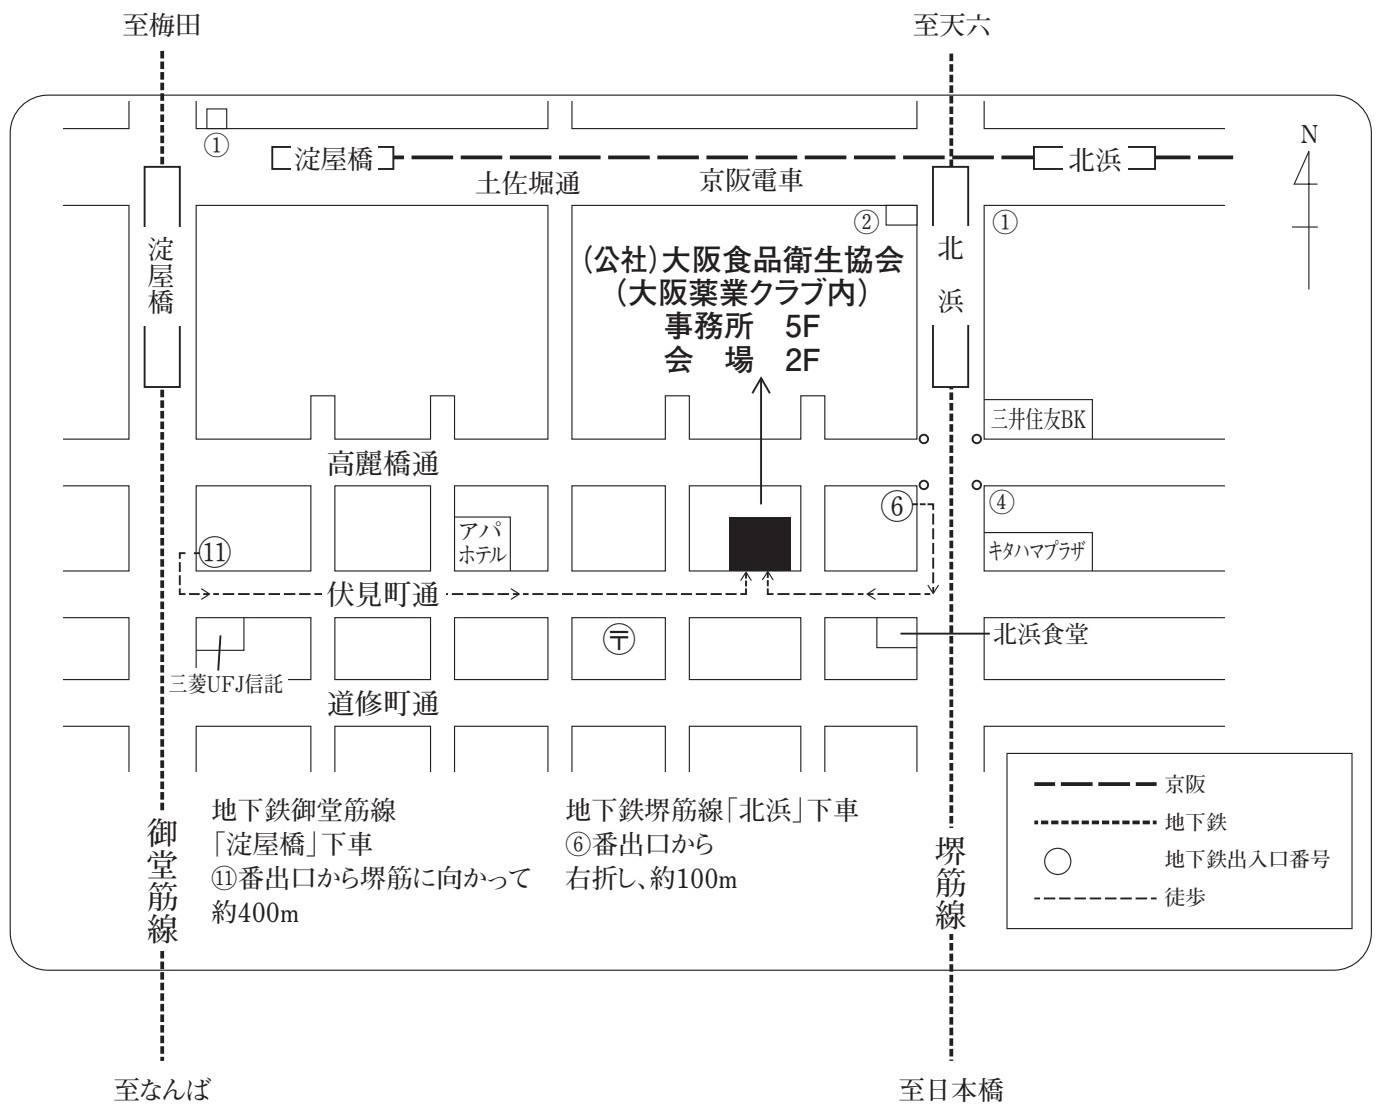 至梅田
至天六
①
淀屋橋
土佐堀通
京阪電車
北浜
N
淀屋橋
②
①
北浜
(公社)大阪食品衛生協会
(大阪薬業クラブ内)
事務所 5F
会 場 2F
三井住友BK
高麗橋通
アパ
ホテル
⑥
④
キタハマプラザ
⑪
伏見町通
〒
北浜食堂
三菱UFJ信託
道修町通
御堂筋線
地下鉄御堂筋線
「淀屋橋」下車
⑪番出口から堺筋に向かって
約400m
地下鉄堺筋線「北浜」下車
⑥番出口から
右折し、約100m
堺筋線
京阪
地下鉄
地下鉄出入口番号
徒歩
至なんば
至日本橋